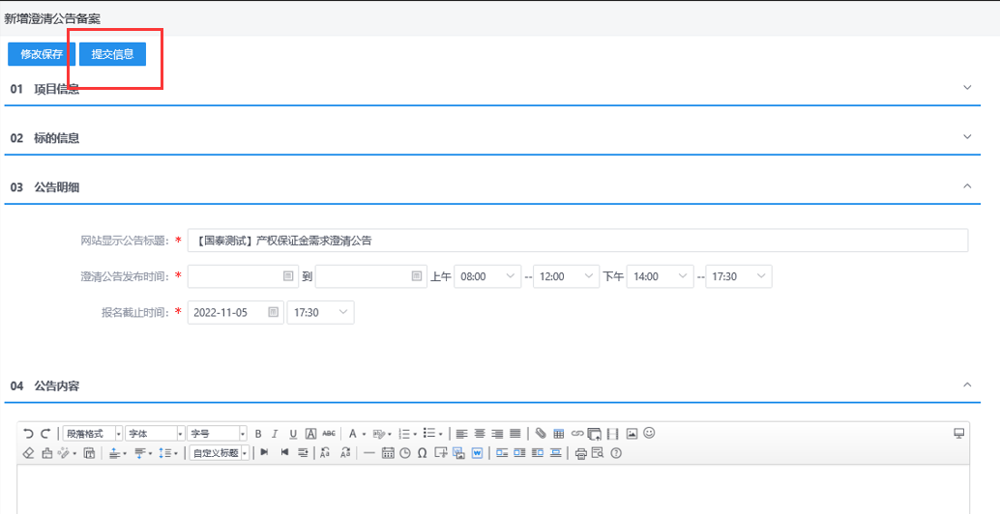 新增澄清公告备案
修改保存 提交信息
01 项目信息
02 标的信息
03 公告明细
网站显示公告标题: * 【国泰测试】产权保证金需求澄清公告
澄清公告发布时间: * 到 上午 08:00 -- 12:00 下午 14:00 -- 17:30
报名截止时间: * 2022-11-05 17:30
04 公告内容
段落格式 字体 字号 B I U A ABC A
自定义标题